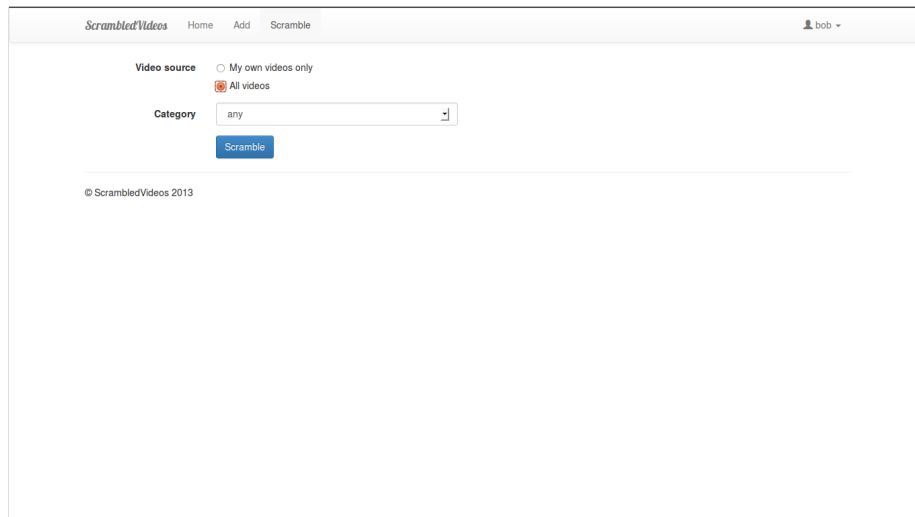 ScrambledVideos Home Add Scramble bob
Video source My own videos only
All videos
Category any
Scramble
© ScrambledVideos 2013